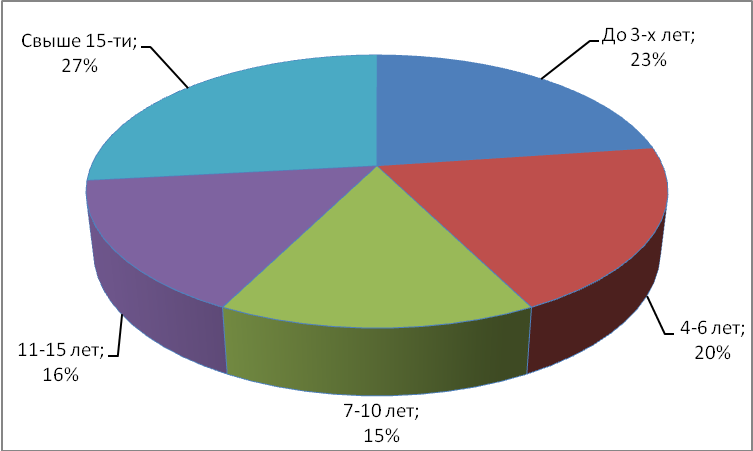 Свыше 15-ти;
27%
До 3-х лет;
23%
11-15 лет;
16%
4-6 лет;
20%
7-10 лет;
15%